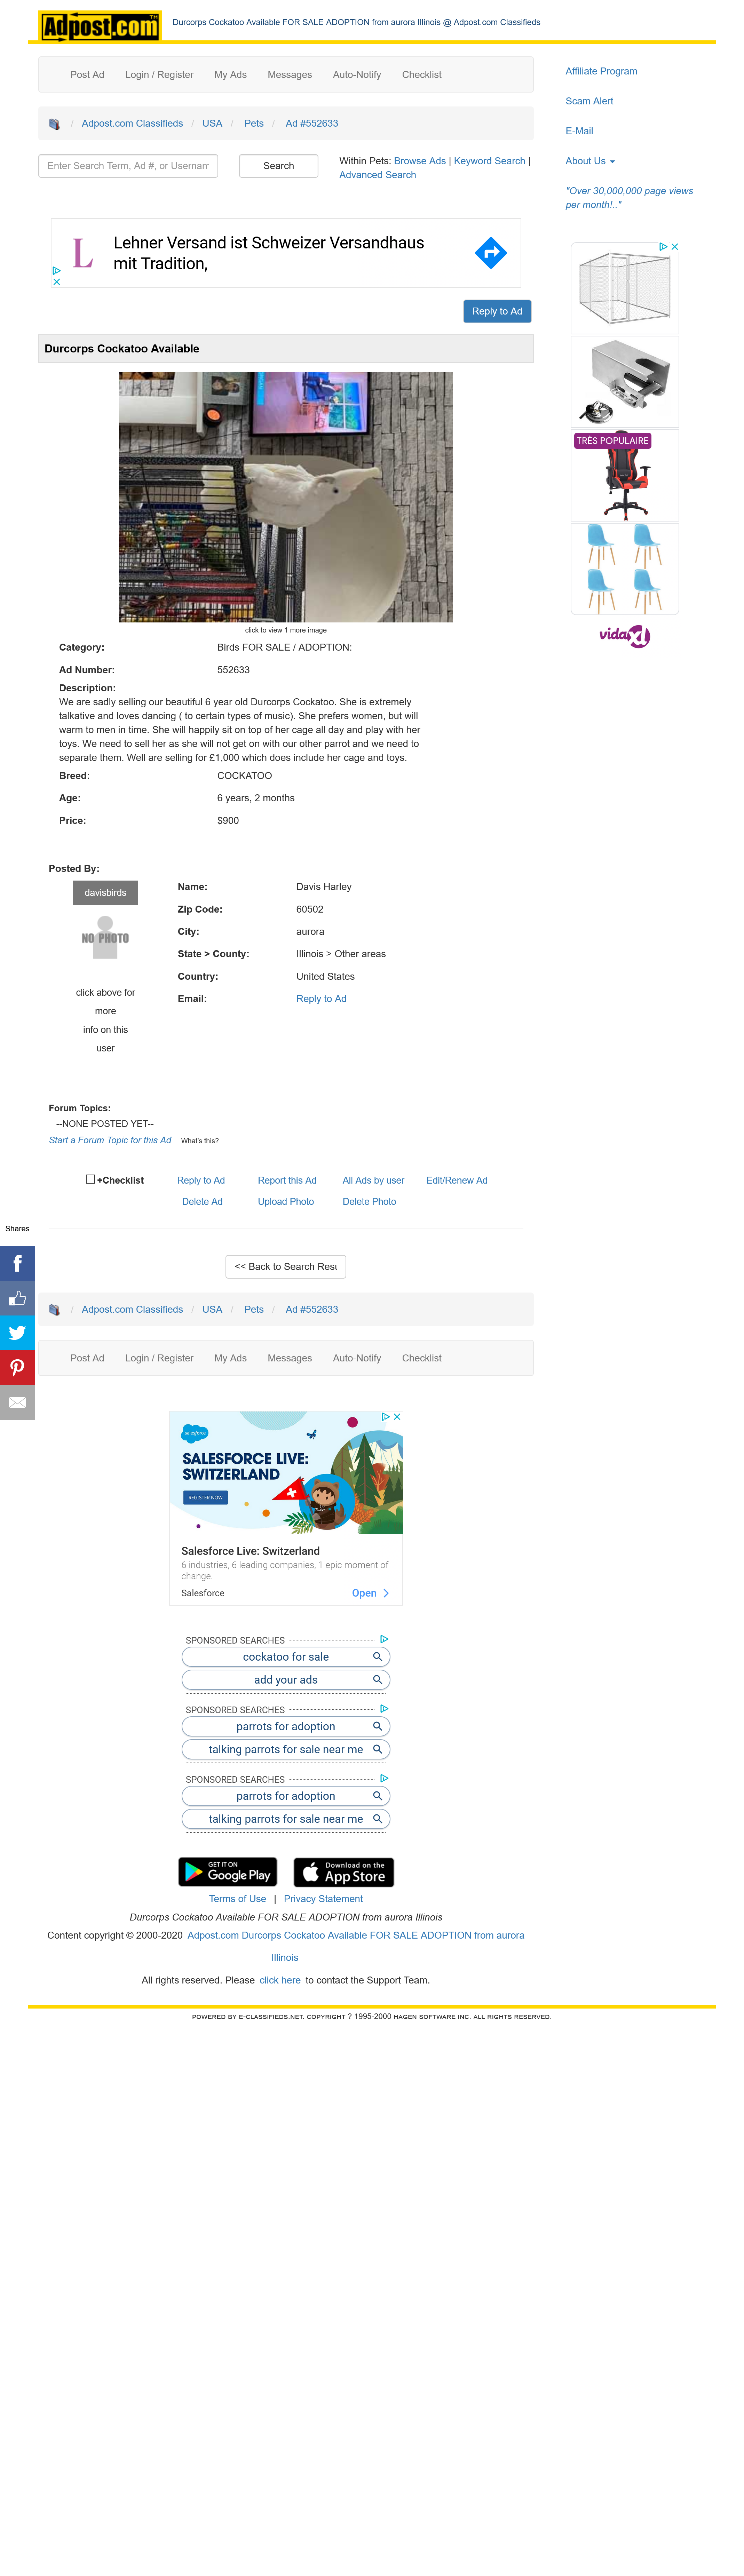 Adpost.com TM
Durcorps Cockatoo Available FOR SALE ADOPTION from aurora Illinois @ Adpost.com Classifieds
Post Ad Login / Register My Ads Messages Auto-Notify Checklist
/ Adpost.com Classifieds / USA / Pets / Ad #552633
Enter Search Term, Ad #, or Usernam
Search
Within Pets: Browse Ads | Keyword Search |
Advanced Search
Affiliate Program
Scam Alert
E-Mail
About Us
"Over 30,000,000 page views
per month!.."
L
Lehner Versand ist Schweizer Versandhaus
mit Tradition,
TRÈS POPULAIRE
vidaXL
Reply to Ad
Durcorps Cockatoo Available
click to view 1 more image
Category: Birds FOR SALE / ADOPTION:
Ad Number: 552633
Description:
We are sadly selling our beautiful 6 year old Durcorps Cockatoo. She is extremely
talkative and loves dancing ( to certain types of music). She prefers women, but will
warm to men in time. She will happily sit on top of her cage all day and play with her
toys. We need to sell her as she will not get on with our other parrot and we need to
separate them. Well are selling for £1,000 which does include her cage and toys.
Breed: COCKATOO
Age: 6 years, 2 months
Price: $900
Posted By:
davisbirds
NO PHOTO
click above for
more
info on this
user
Name: Davis Harley
Zip Code: 60502
City: aurora
State > County: Illinois > Other areas
Country: United States
Email: Reply to Ad
Forum Topics:
--NONE POSTED YET--
Start a Forum Topic for this Ad What's this?
+Checklist Reply to Ad Report this Ad All Ads by user Edit/Renew Ad
Delete Ad Upload Photo Delete Photo
Shares
<< Back to Search Resu
/ Adpost.com Classifieds / USA / Pets / Ad #552633
Post Ad Login / Register My Ads Messages Auto-Notify Checklist
salesforce
SALESFORCE LIVE:
SWITZERLAND
REGISTER NOW
Salesforce Live: Switzerland
6 industries, 6 leading companies, 1 epic moment of
change.
Salesforce Open
SPONSORED SEARCHES
cockatoo for sale
add your ads
SPONSORED SEARCHES
parrots for adoption
talking parrots for sale near me
SPONSORED SEARCHES
parrots for adoption
talking parrots for sale near me
GET IT ON
Google Play
Download on the
App Store
Terms of Use | Privacy Statement
Durcorps Cockatoo Available FOR SALE ADOPTION from aurora Illinois
Content copyright © 2000-2020 Adpost.com Durcorps Cockatoo Available FOR SALE ADOPTION from aurora
Illinois
All rights reserved. Please click here to contact the Support Team.
POWERED BY E-CLASSIFIEDS.NET. COPYRIGHT ? 1995-2000 HAGEN SOFTWARE INC. ALL RIGHTS RESERVED.